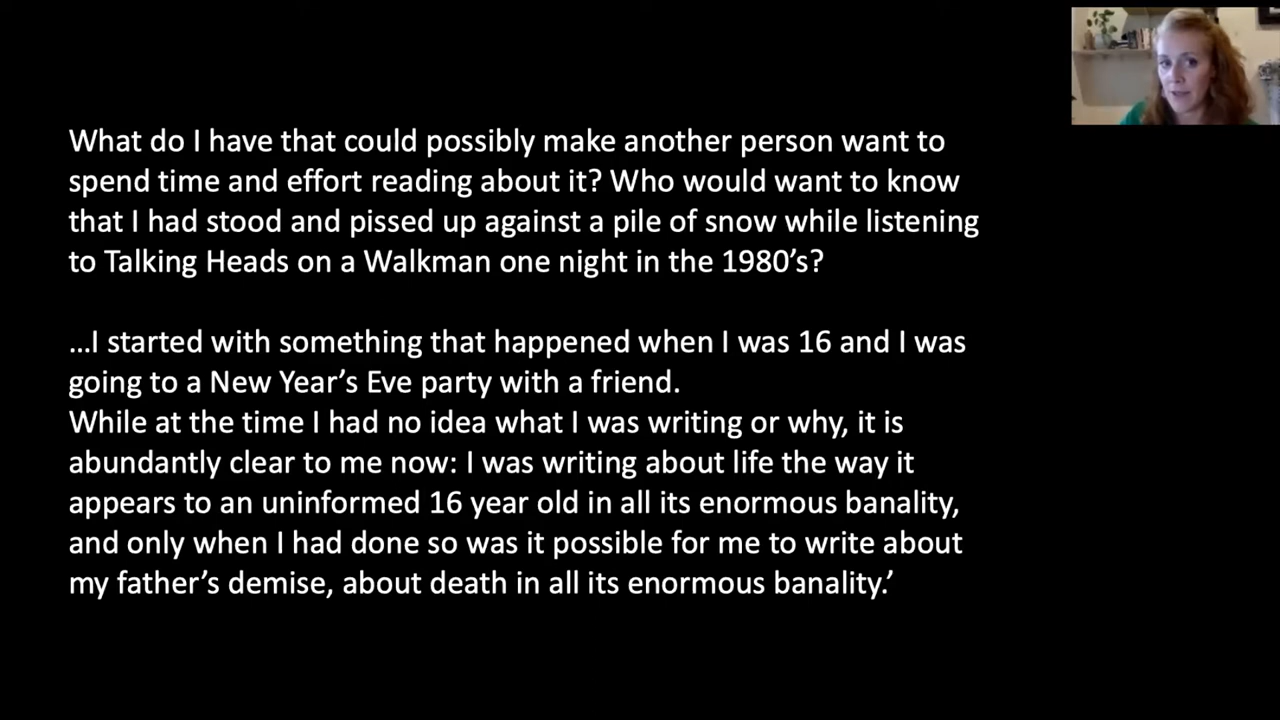 What do I have that could possibly make another person want to
spend time and effort reading about it? Who would want to know
that I had stood and pissed up against a pile of snow while listening
to Talking Heads on a Walkman one night in the 1980’s?
…I started with something that happened when I was 16 and I was
going to a New Year’s Eve party with a friend.
While at the time I had no idea what I was writing or why, it is
abundantly clear to me now: I was writing about life the way it
appears to an uninformed 16 year old in all its enormous banality,
and only when I had done so was it possible for me to write about
my father’s demise, about death in all its enormous banality.’